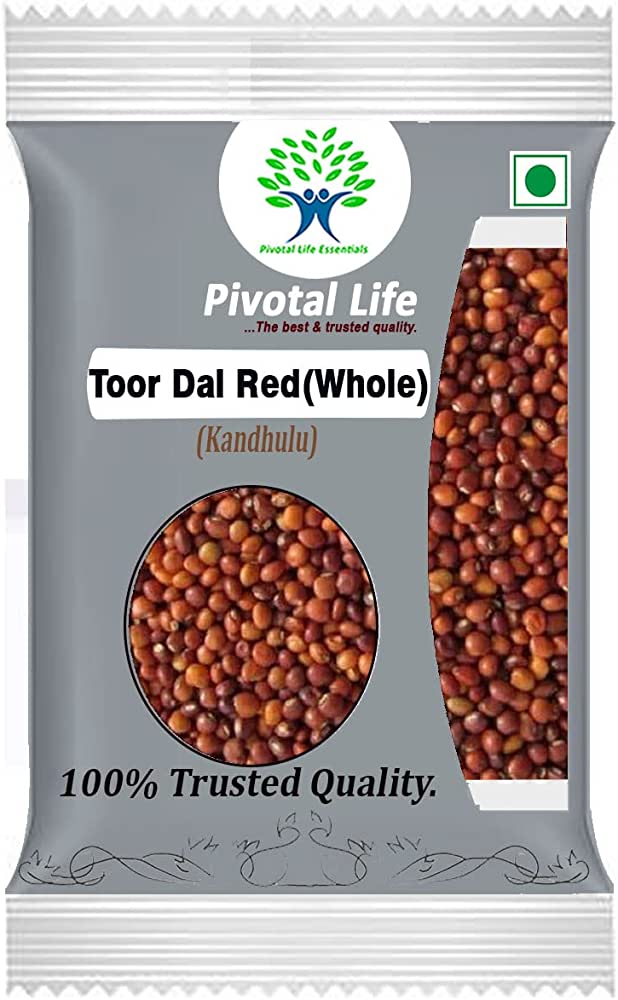 Pivotal Life Essentials
Pivotal Life
...The best & trusted quality.
Toor Dal Red(Whole)
(Kandhulu)
100% Trusted Quality.